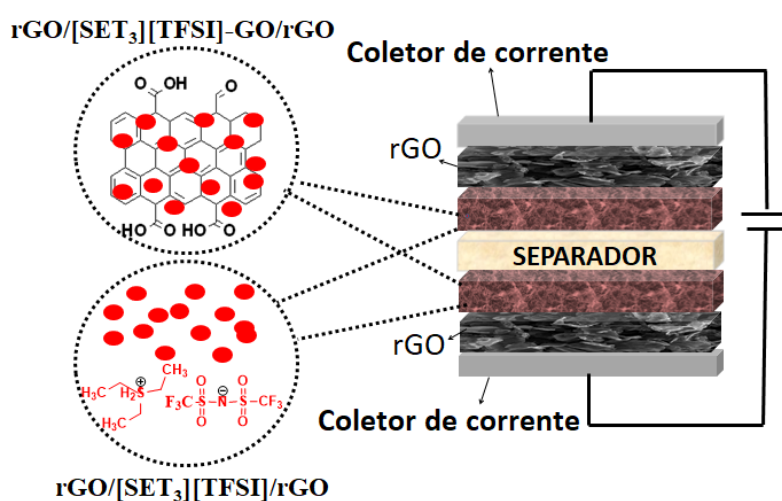 rGO/[SET₃][TFSI]-GO/rGO
O
OH
O
HO
O
HO
O
H₃C
CH₃
⊕
H₂S
H₃C
O
O
⊖
F₃C-S-N-S-CF₃
O
O
rGO/[SET₃][TFSI]/rGO
Coletor de corrente
rGO
SEPARADOR
rGO
Coletor de corrente